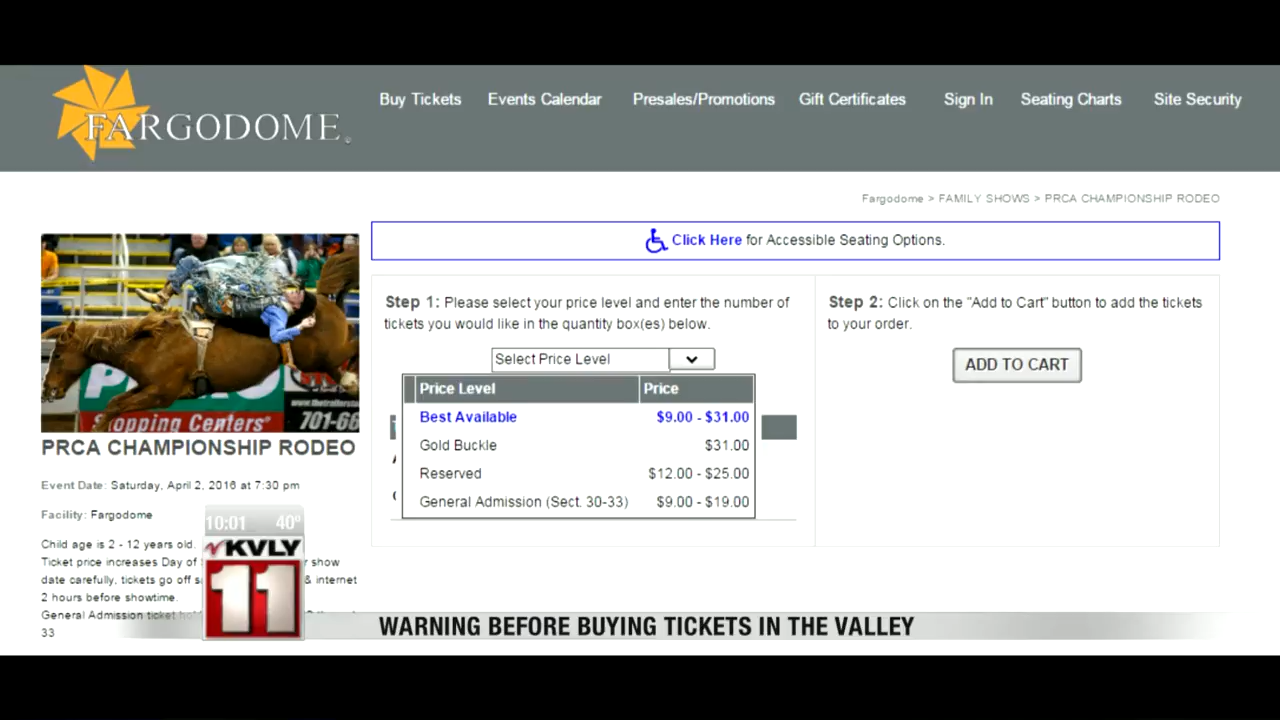 Buy Tickets Events Calendar Presales/Promotions Gift Certificates Sign In Seating Charts Site Security
FARGODOME
Fargodome > FAMILY SHOWS > PRCA CHAMPIONSHIP RODEO
Click Here for Accessible Seating Options.
Step 1: Please select your price level and enter the number of
tickets you would like in the quantity box(es) below.
Select Price Level
Price Level Price
Best Available $9.00 - $31.00
Gold Buckle $31.00
Reserved $12.00 - $25.00
General Admission (Sect. 30-33) $9.00 - $19.00
Step 2: Click on the "Add to Cart" button to add the tickets
to your order.
ADD TO CART
opping Centers
701-66
PRCA CHAMPIONSHIP RODEO
Event Date: Saturday, April 2, 2016 at 7:30 pm
Facility: Fargodome
Child age is 2 - 12 years old.
Ticket price increases Day of show
date carefully, tickets go off & internet
2 hours before showtime.
General Admission ticket
33
10:01 40°
KVLY
11
WARNING BEFORE BUYING TICKETS IN THE VALLEY